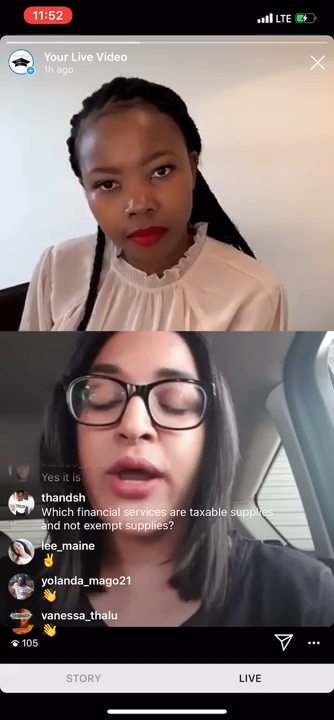 11:52
LTE
Your Live Video
1h ago
Yes it is
thandsh
Which financial services are taxable supplies
and not exempt supplies?
lee_maine
✌
yolanda_mago21
👋
vanessa_thalu
👋
105
STORY
LIVE